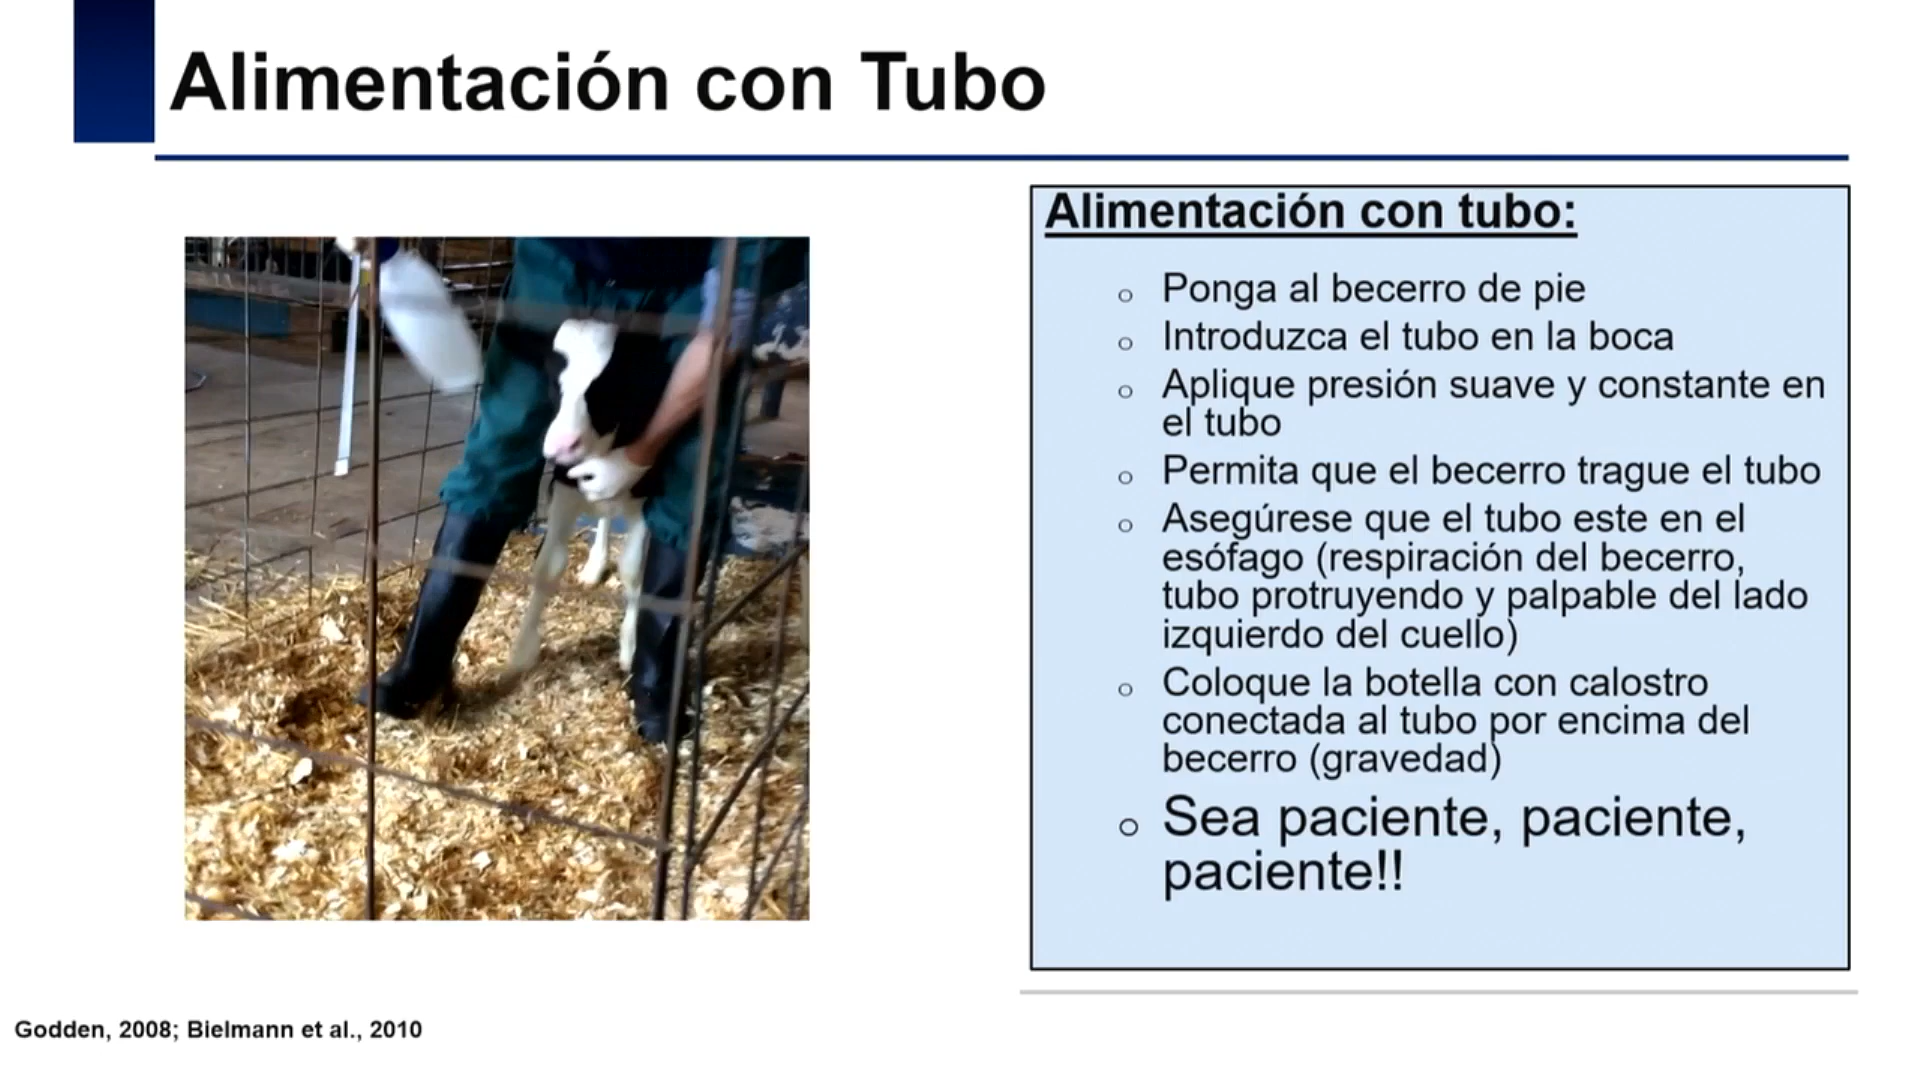 Alimentación con Tubo
Alimentación con tubo:
o Ponga al becerro de pie
o Introduzca el tubo en la boca
o Aplique presión suave y constante en
el tubo
o Permita que el becerro trague el tubo
o Asegúrese que el tubo este en el
esófago (respiración del becerro,
tubo protruyendo y palpable del lado
izquierdo del cuello)
o Coloque la botella con calostro
conectada al tubo por encima del
becerro (gravedad)
o Sea paciente, paciente,
paciente!!
Godden, 2008; Bielmann et al., 2010